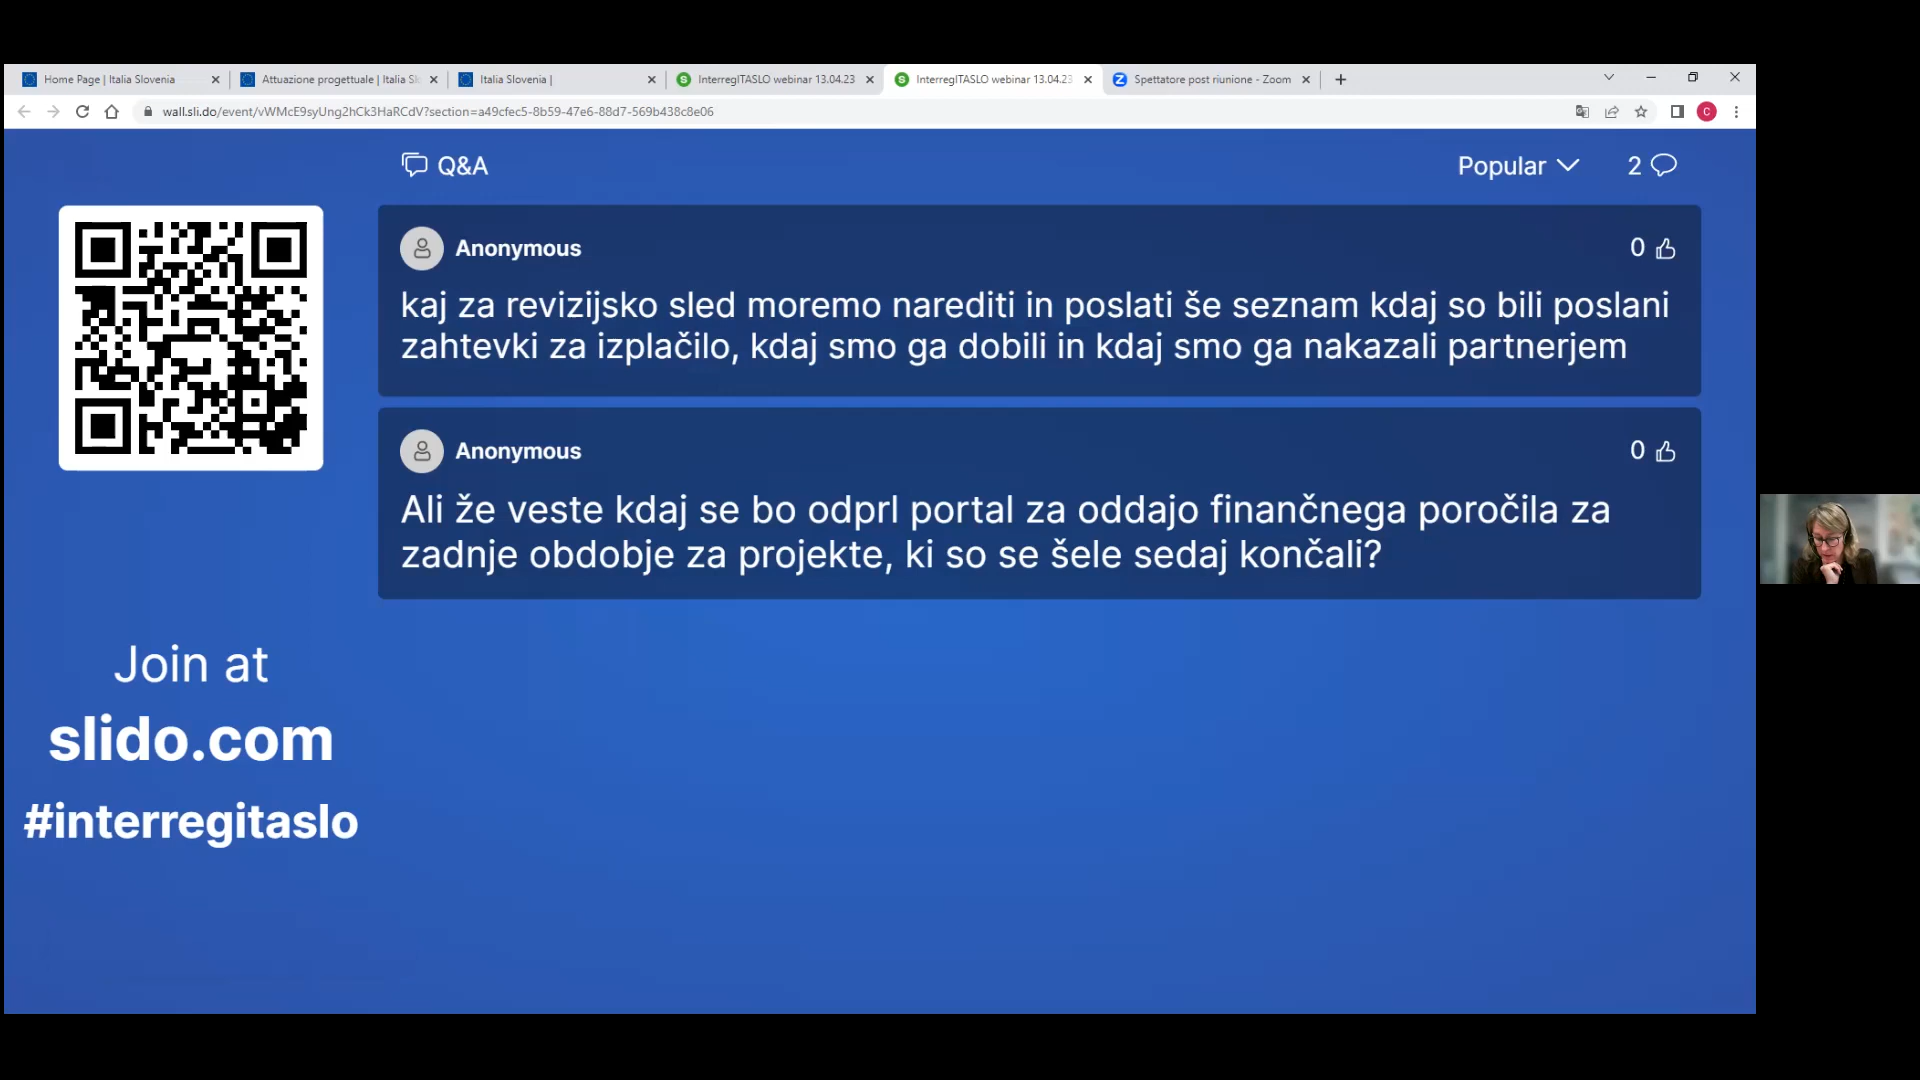 Home Page | Italia Slovenia
Attuazione progettuale | Italia Sl
Italia Slovenia |
InterregITASLO webinar 13.04.23
InterregITASLO webinar 13.04.23
Spettatore post riunione - Zoom
wall.sli.do/event/vWMcE9syUng2hCk3HaRCdV?section=a49cfec5-8b59-47e6-88d7-569b438c8e06
C
Q&A
Popular
2
Anonymous
0
kaj za revizijsko sled moremo narediti in poslati še seznam kdaj so bili poslani
zahtevki za izplačilo, kdaj smo ga dobili in kdaj smo ga nakazali partnerjem
Anonymous
0
Ali že veste kdaj se bo odprl portal za oddajo finančnega poročila za
zadnje obdobje za projekte, ki so se šele sedaj končali?
Join at
slido.com
#interregitaslo